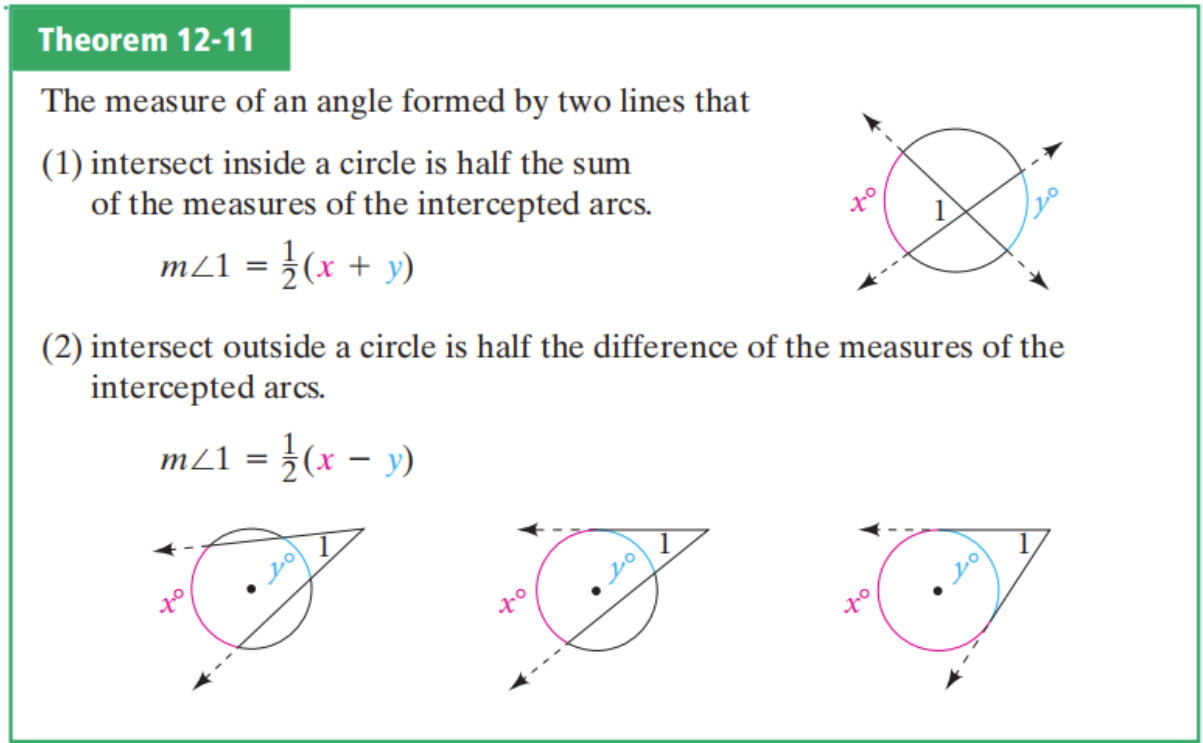 Theorem 12-11
The measure of an angle formed by two lines that
(1) intersect inside a circle is half the sum
of the measures of the intercepted arcs.
m∠1 = ½(x + y)
x°
1
y°
(2) intersect outside a circle is half the difference of the measures of the
intercepted arcs.
m∠1 = ½(x − y)
x°
y°
1
x°
y°
1
x°
y°
1